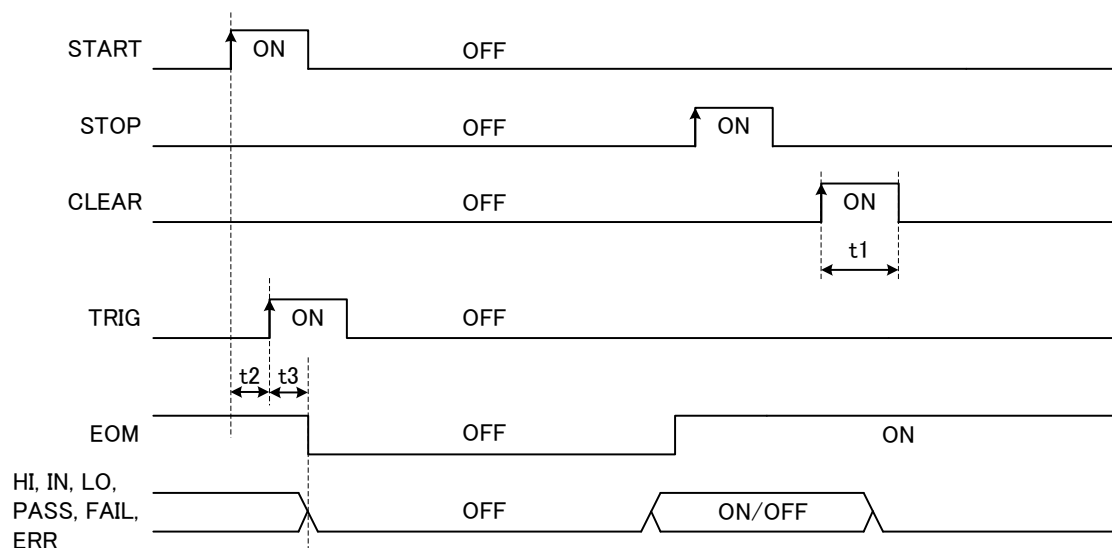 START ON OFF
STOP OFF ON
CLEAR OFF ON
t1
TRIG ON OFF
t2 t3
EOM OFF ON
HI, IN, LO,
PASS, FAIL, OFF ON/OFF
ERR